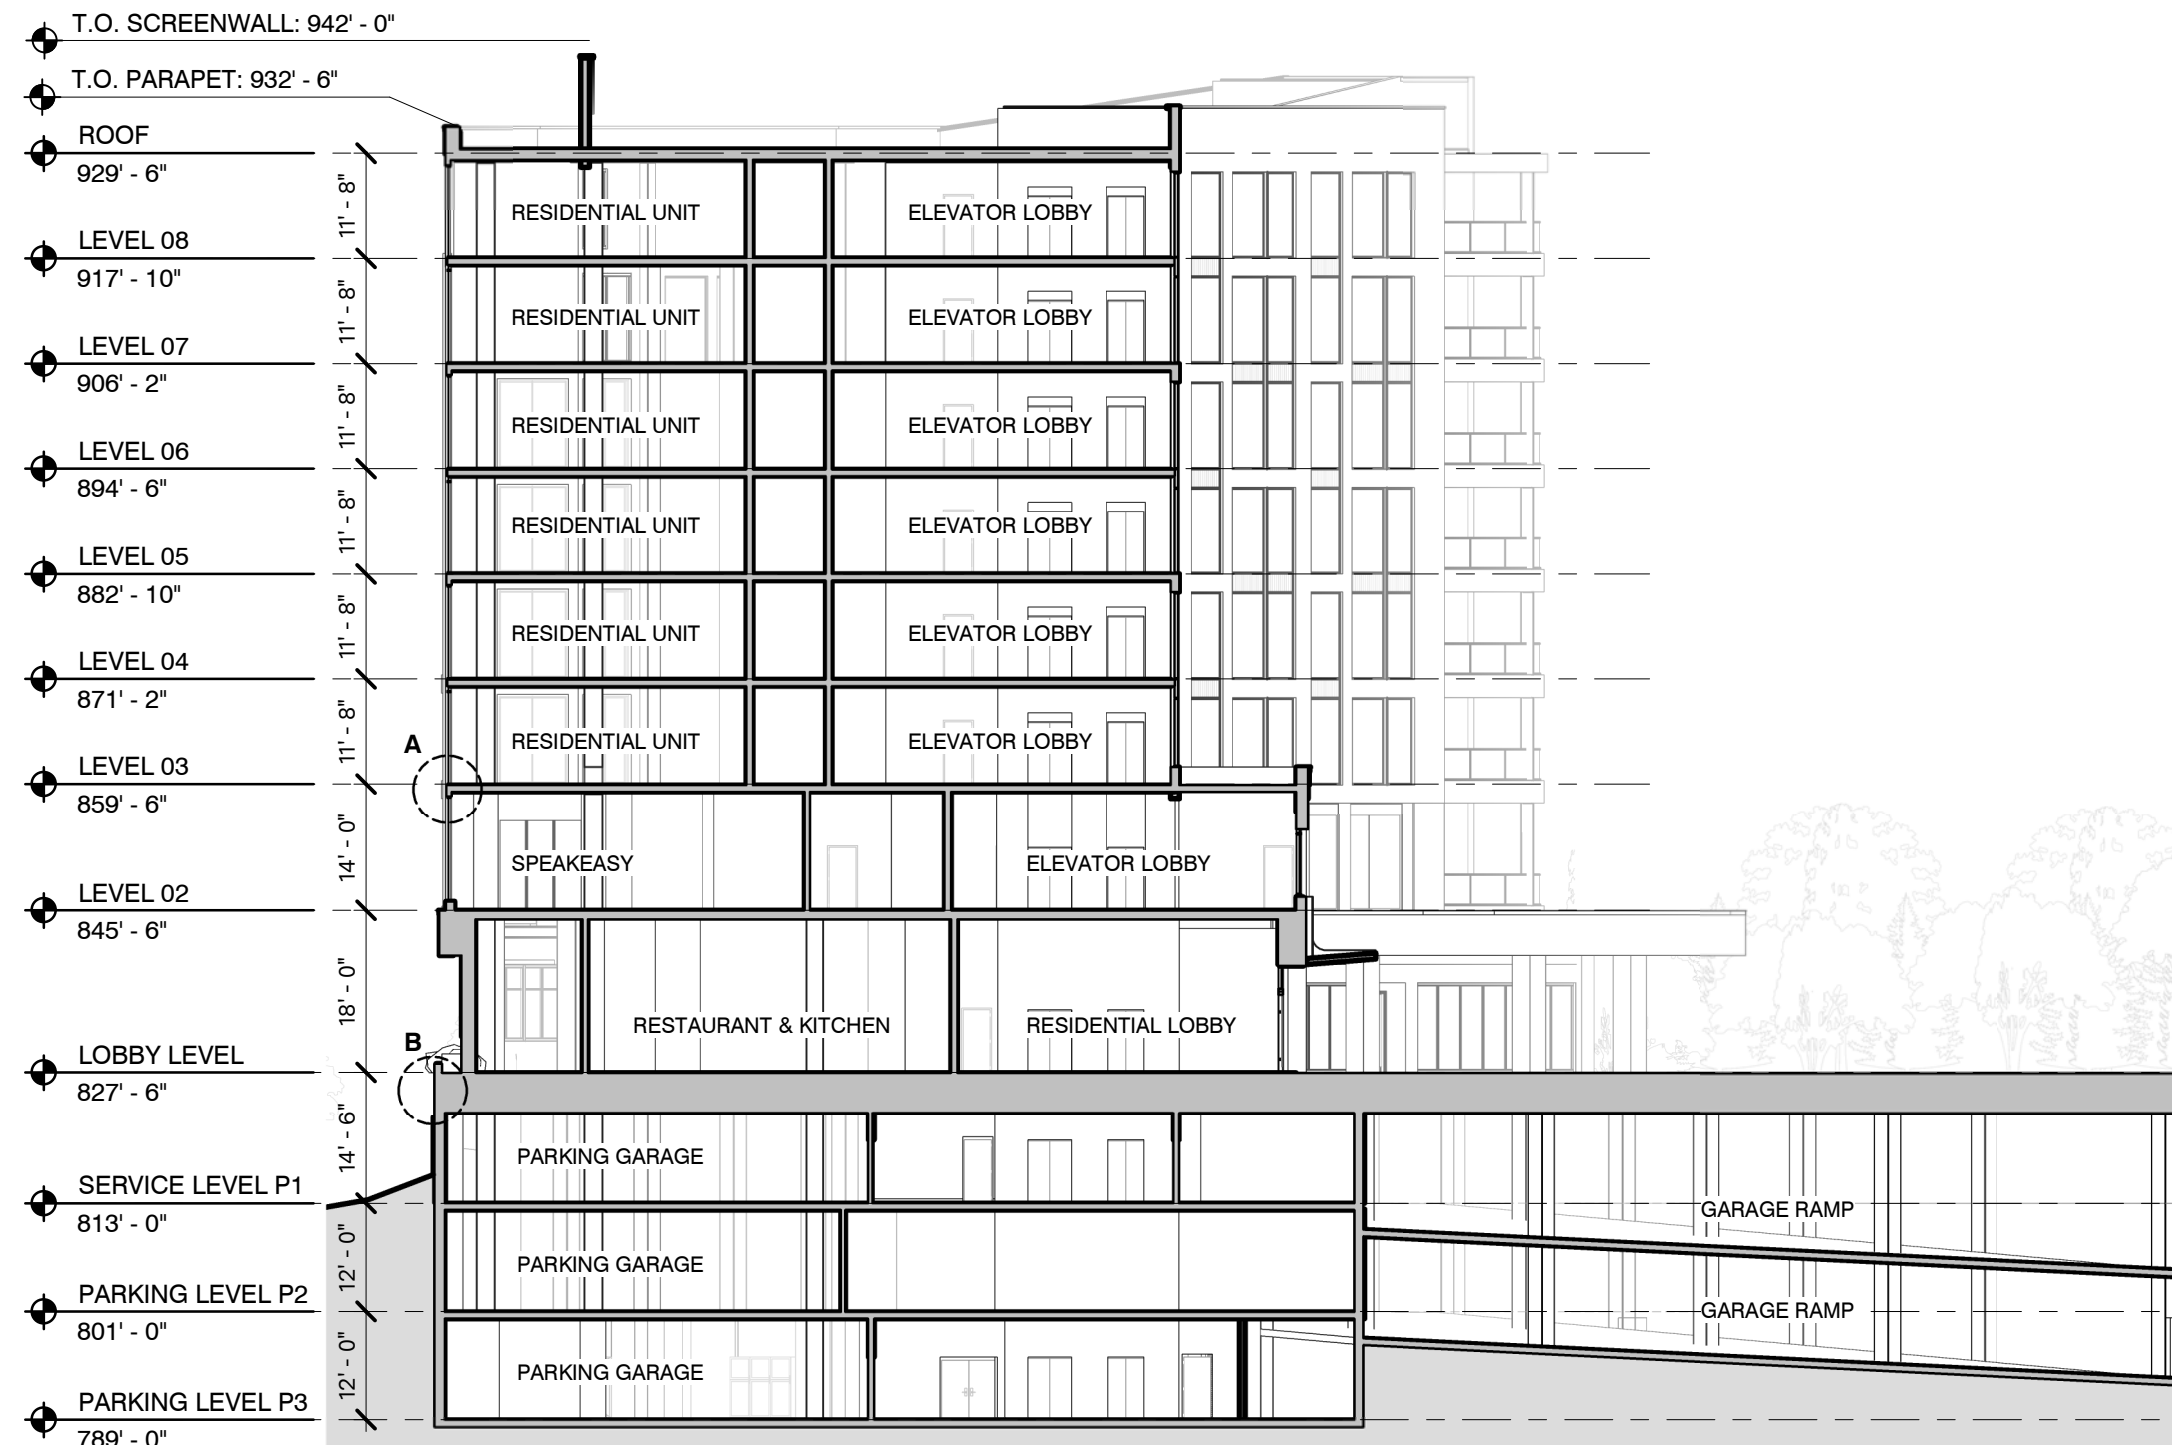 T.O. SCREENWALL: 942' - 0"
T.O. PARAPET: 932' - 6"
ROOF
929' - 6"
11' - 8"
RESIDENTIAL UNIT
ELEVATOR LOBBY
LEVEL 08
917' - 10"
11' - 8"
RESIDENTIAL UNIT
ELEVATOR LOBBY
LEVEL 07
906' - 2"
11' - 8"
RESIDENTIAL UNIT
ELEVATOR LOBBY
LEVEL 06
894' - 6"
11' - 8"
RESIDENTIAL UNIT
ELEVATOR LOBBY
LEVEL 05
882' - 10"
11' - 8"
RESIDENTIAL UNIT
ELEVATOR LOBBY
LEVEL 04
871' - 2"
11' - 8"
RESIDENTIAL UNIT
ELEVATOR LOBBY
A
LEVEL 03
859' - 6"
14' - 0"
SPEAKEASY
ELEVATOR LOBBY
LEVEL 02
845' - 6"
18' - 0"
RESTAURANT & KITCHEN
RESIDENTIAL LOBBY
B
LOBBY LEVEL
827' - 6"
14' - 6"
PARKING GARAGE
SERVICE LEVEL P1
813' - 0"
GARAGE RAMP
12' - 0"
PARKING GARAGE
PARKING LEVEL P2
801' - 0"
GARAGE RAMP
12' - 0"
PARKING GARAGE
PARKING LEVEL P3
789' - 0"